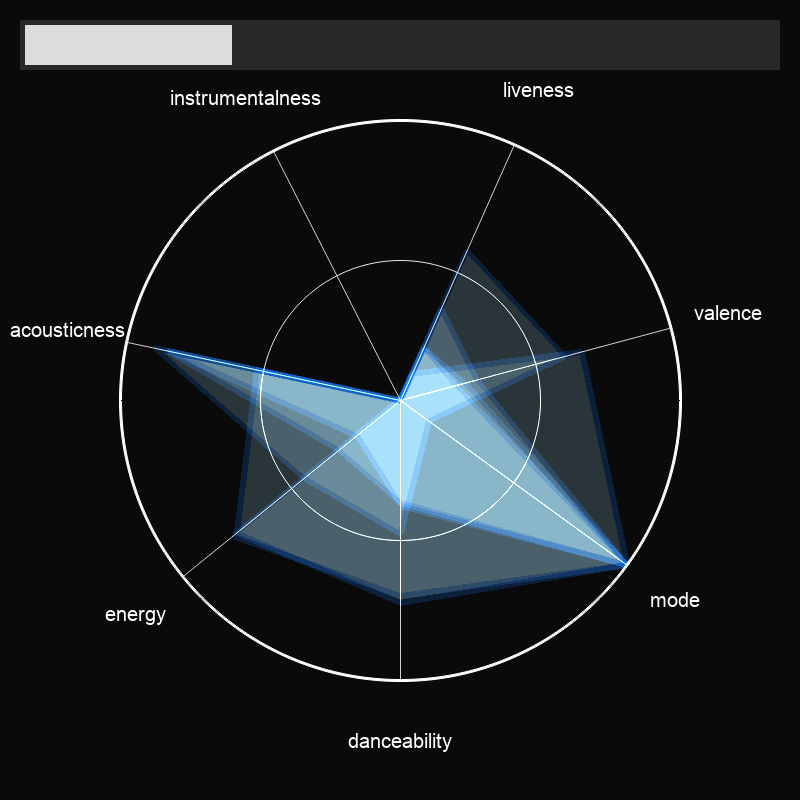 liveness
instrumentalness
valence
acousticness
mode
energy
danceability